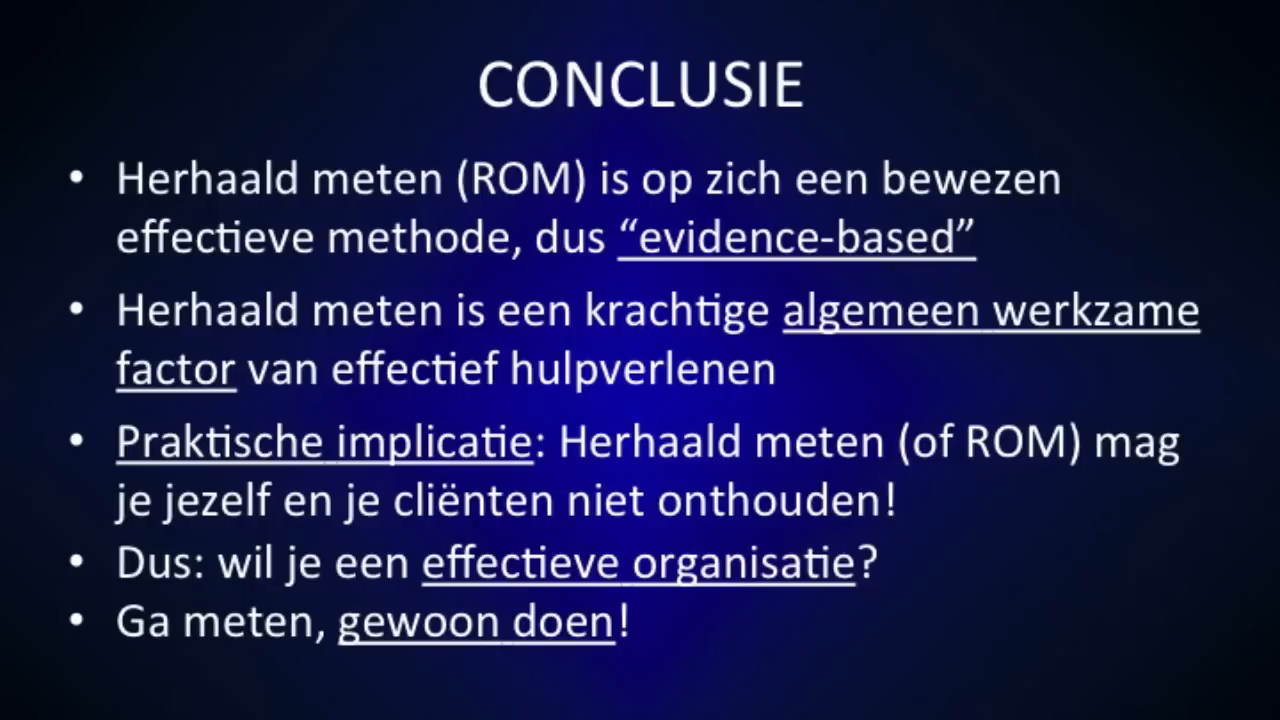 CONCLUSIE
• Herhaald meten (ROM) is op zich een bewezen
effectieve methode, dus “evidence-based”
• Herhaald meten is een krachtige algemeen werkzame
factor van effectief hulpverlenen
• Praktische implicatie: Herhaald meten (of ROM) mag
je jezelf en je cliënten niet onthouden!
• Dus: wil je een effectieve organisatie?
• Ga meten, gewoon doen!